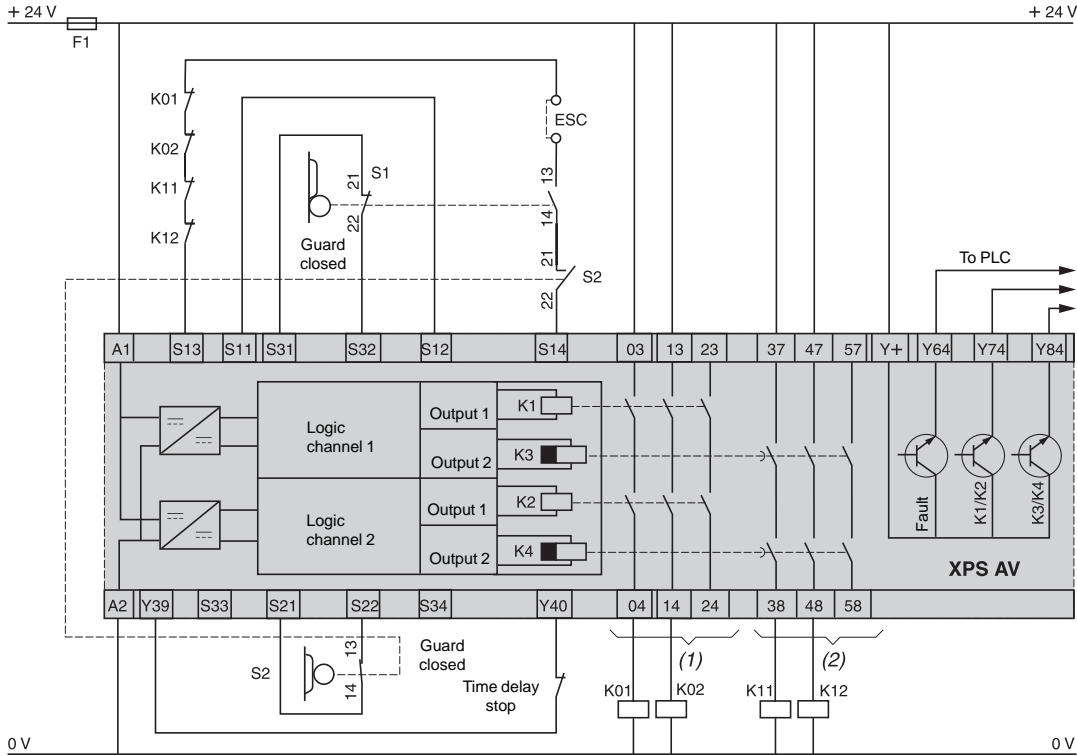 + 24 V
+ 24 V
F1
K01
ESC
K02
13
21
S1
K11
14
22
K12
Guard
closed
21
To PLC
S2
22
A1
S13
S11
S31
S32
S12
S14
03
13
23
37
47
57
Y+
Y64
Y74
Y84
Logic
channel 1
Output 1
K1
Output 2
K3
Logic
channel 2
Output 1
K2
Output 2
K4
Fault
K1/K2
K3/K4
XPS AV
A2
Y39
S33
S21
S22
S34
Y40
04
14
24
38
48
58
S2
13
14
Guard
closed
Time delay
stop
(1)
(2)
K01
K02
K11
K12
0 V
0 V